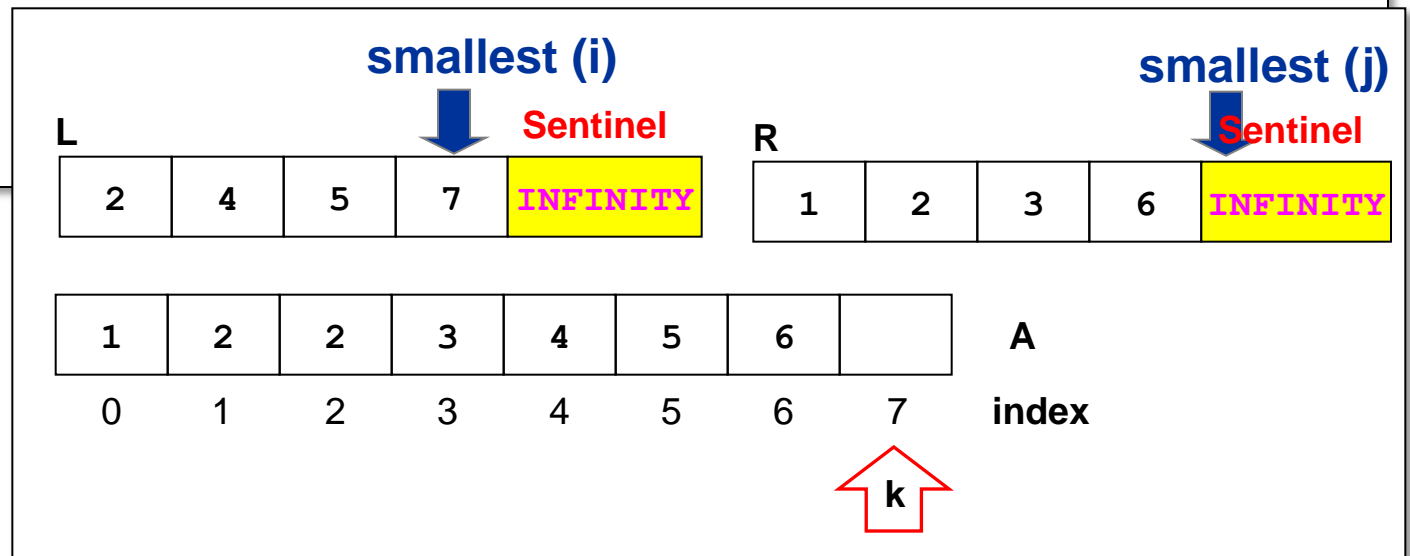 smallest (i)
smallest (j)
L
Sentinel
R
Sentinel
2 4 5 7 INFINITY
1 2 3 6 INFINITY
1 2 2 3 4 5 6 A
0 1 2 3 4 5 6 7 index
k